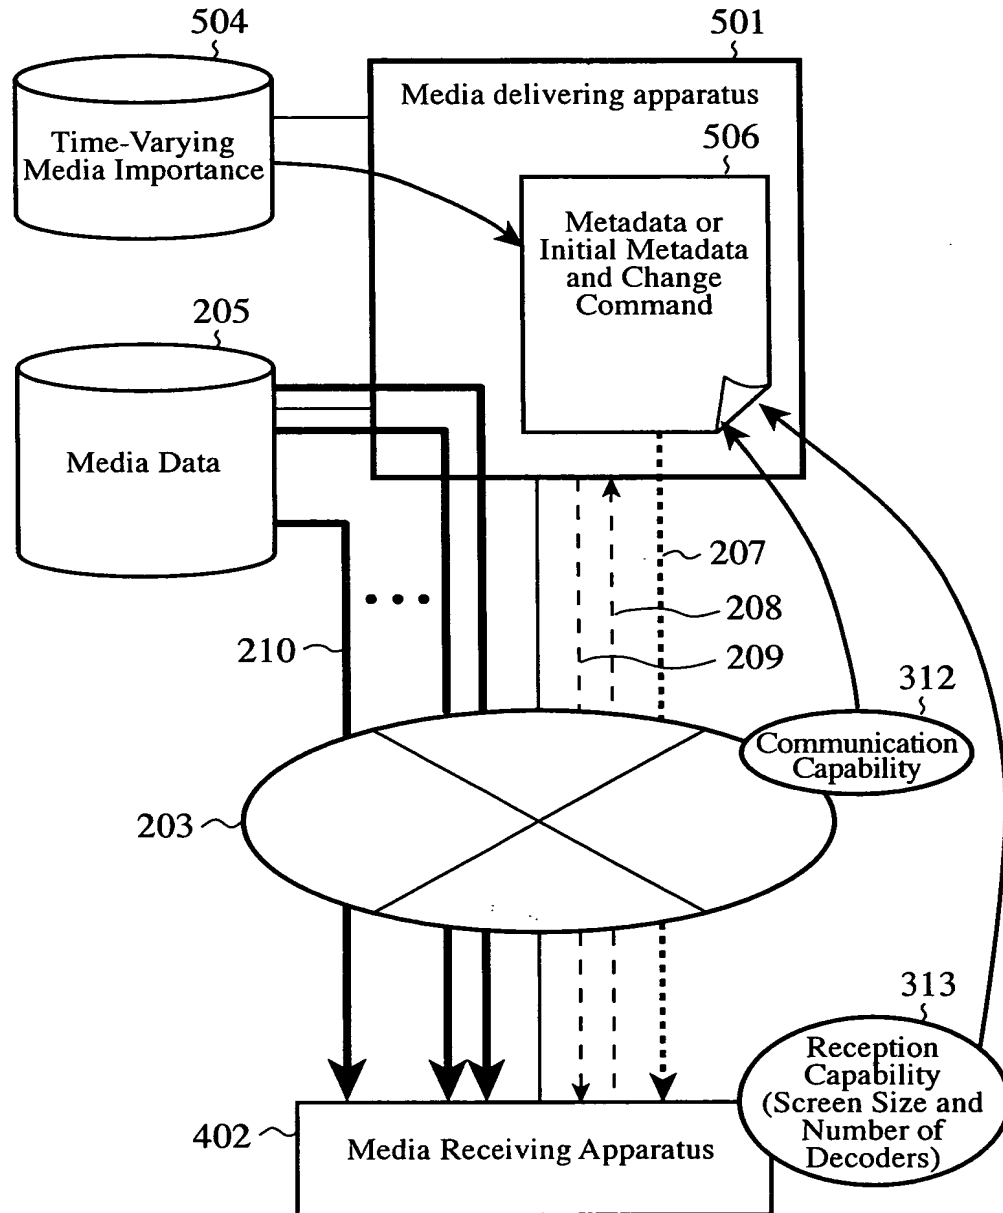 504
501
Media delivering apparatus
Time-Varying
Media Importance
506
Metadata or
Initial Metadata
and Change
Command
205
Media Data
207
208
209
210
312
Communication
Capability
203
313
Reception
Capability
(Screen Size and
Number of
Decoders)
402
Media Receiving Apparatus